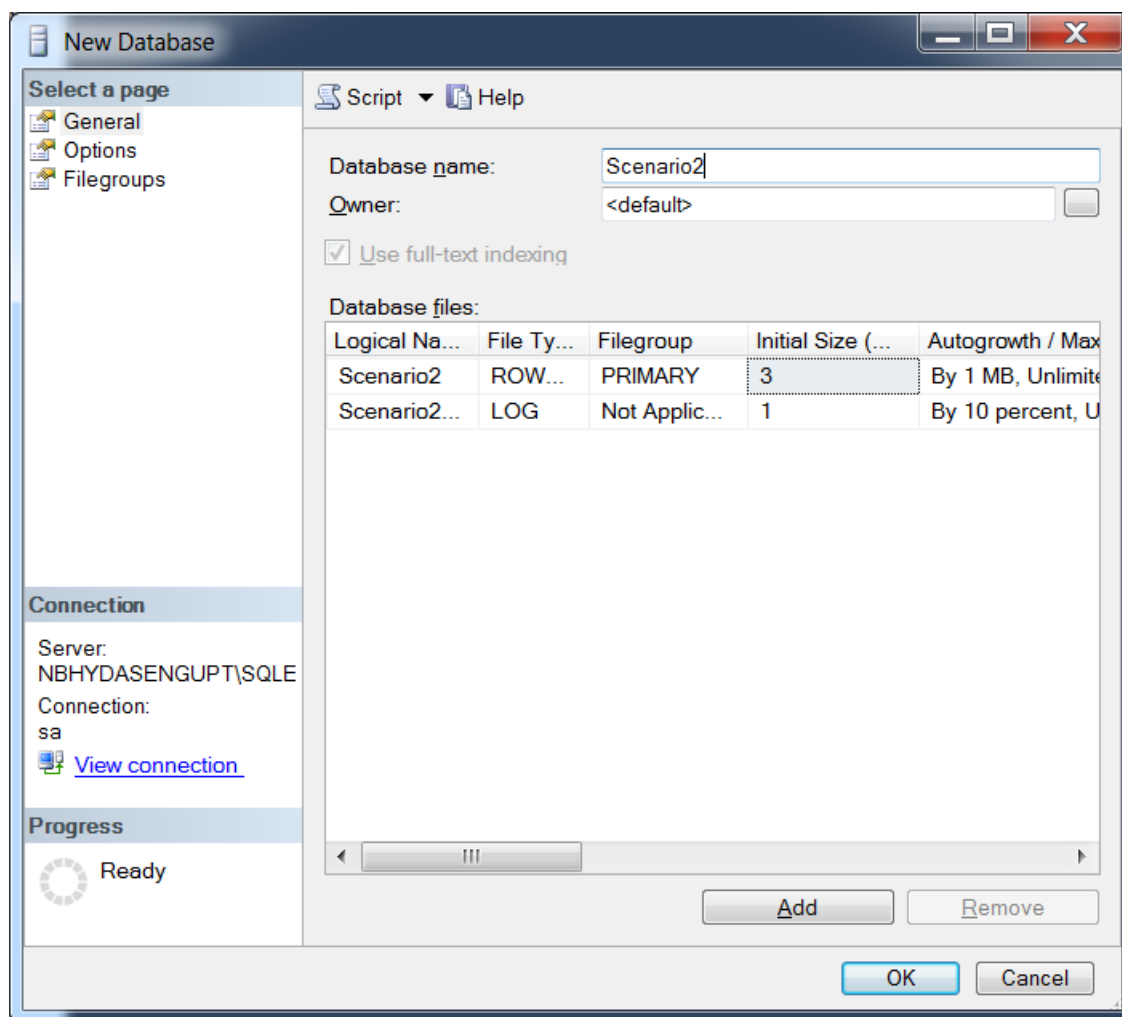 New Database
Select a page
General
Options
Filegroups
Script Help
Database name: Scenario2
Owner: <default>
Use full-text indexing
Database files:
Logical Na... File Ty... Filegroup Initial Size (... Autogrowth / Max
Scenario2 ROW... PRIMARY 3 By 1 MB, Unlimite
Scenario2... LOG Not Applic... 1 By 10 percent, U
Connection
Server:
NBHYDASENGUPT\SQLE
Connection:
sa
View connection
Progress
Ready
Add Remove
OK Cancel